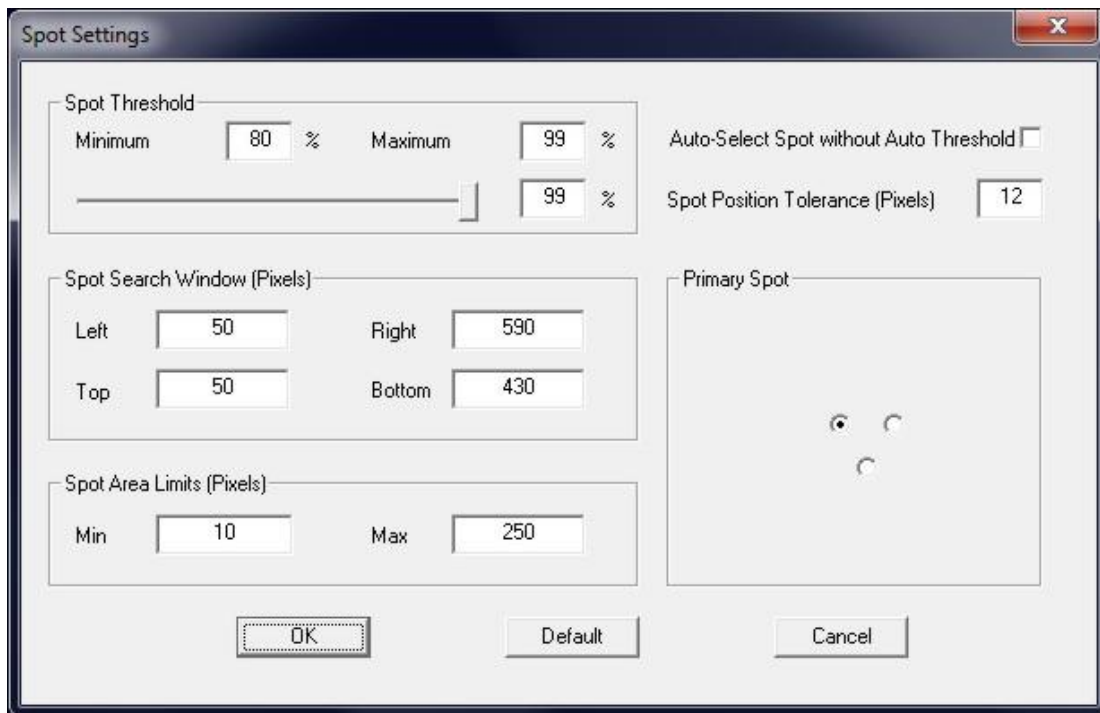 Spot Settings
Spot Threshold
Minimum 80 % Maximum 99 %
99 %
Auto-Select Spot without Auto Threshold
Spot Position Tolerance (Pixels) 12
Spot Search Window (Pixels)
Left 50 Right 590
Top 50 Bottom 430
Primary Spot
Spot Area Limits (Pixels)
Min 10 Max 250
OK Default Cancel